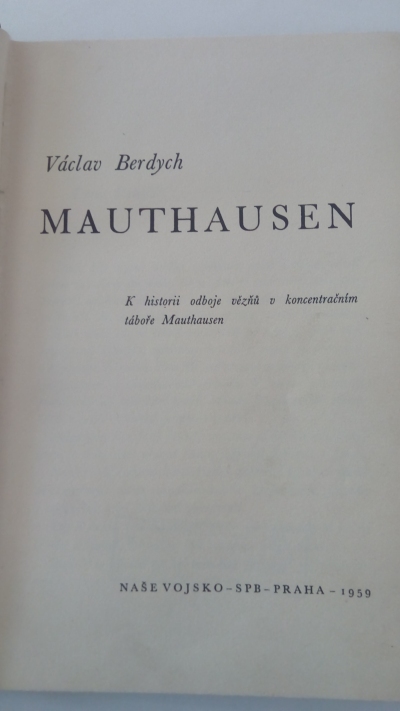 Václav Berdych
MAUTHAUSEN
K historii odboje vězňů v koncentračním
táboře Mauthausen
NAŠE VOJSKO – SPB – PRAHA – 1959